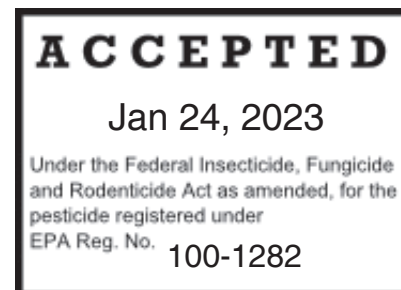 ACCEPTED
Jan 24, 2023
Under the Federal Insecticide, Fungicide
and Rodenticide Act as amended, for the
pesticide registered under
EPA Reg. No. 100-1282